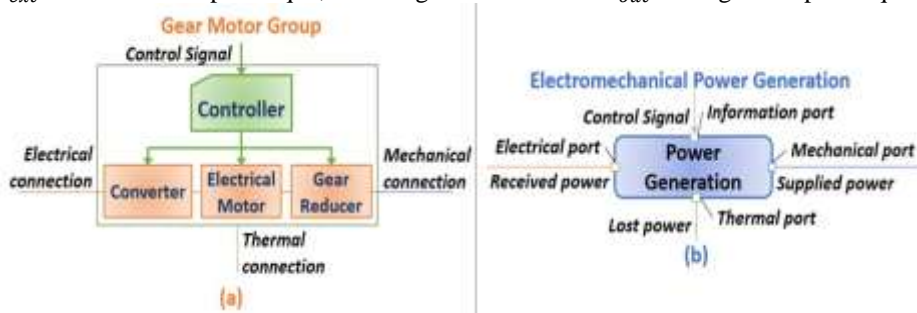 Gear Motor Group
Control Signal
Controller
Electrical
connection
Mechanical
connection
Converter
Electrical
Motor
Gear
Reducer
Thermal
connection
(a)
Electromechanical Power Generation
Control Signal
Information port
Electrical port
Mechanical port
Power
Generation
Received power
Supplied power
Thermal port
Lost power
(b)